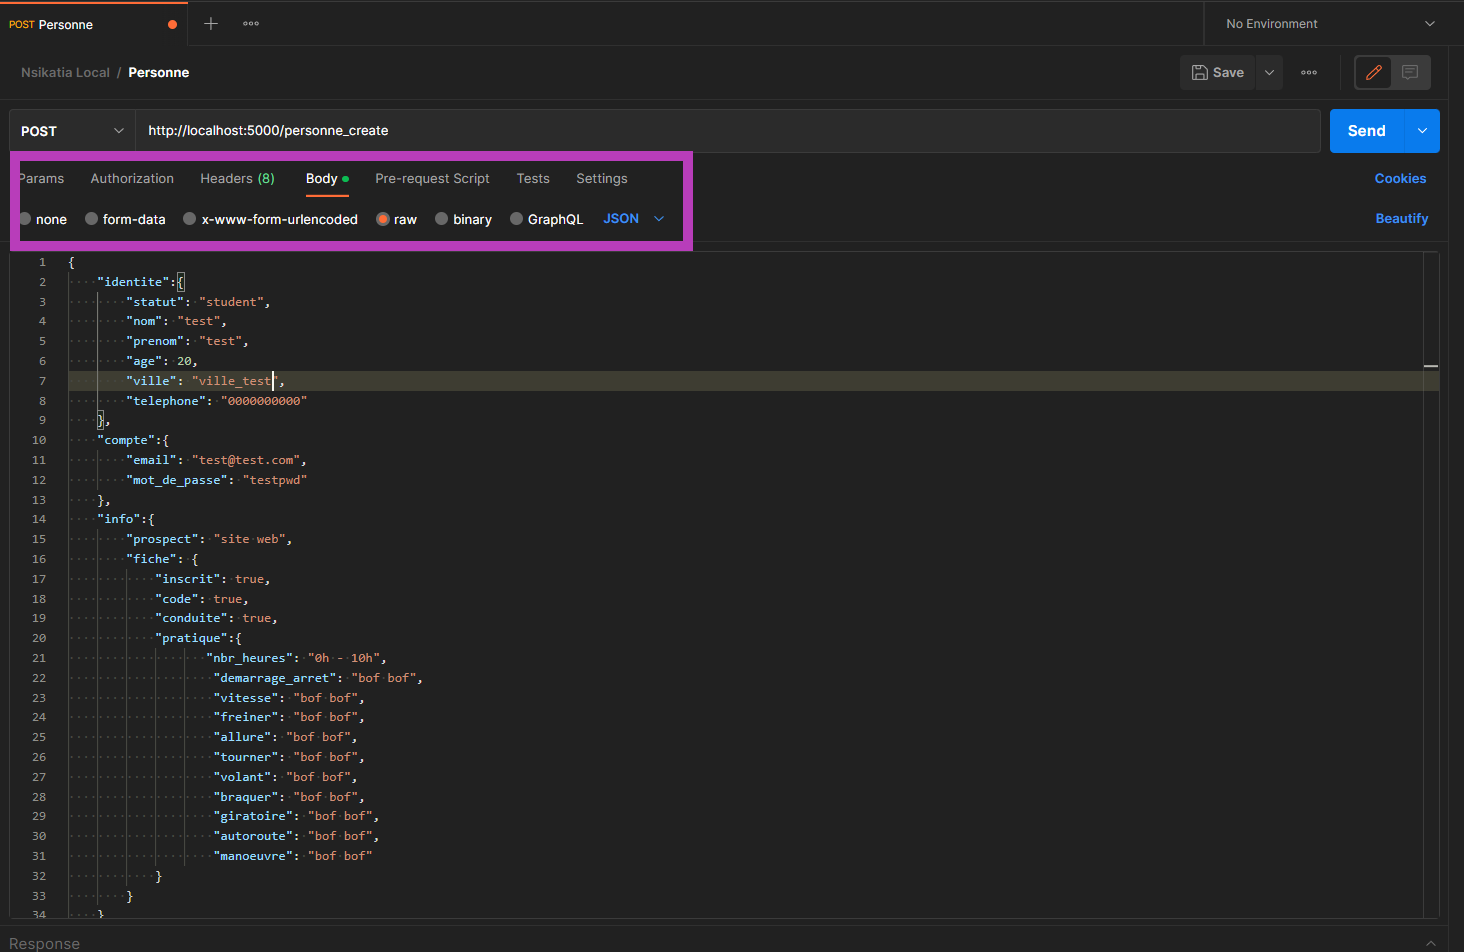 POST Personne
No Environment
Nsikatia Local / Personne
Save
POST http://localhost:5000/personne_create Send
Params Authorization Headers (8) Body Pre-request Script Tests Settings Cookies
none form-data x-www-form-urlencoded raw binary GraphQL JSON Beautify
1 {
2 "identite":{
3 "statut": "student",
4 "nom": "test",
5 "prenom": "test",
6 "age": 20,
7 "ville": "ville_test",
8 "telephone": "0000000000"
9 },
10 "compte":{
11 "email": "test@test.com",
12 "mot_de_passe": "testpwd"
13 },
14 "info":{
15 "prospect": "site web",
16 "fiche": {
17 "inscrit": true,
18 "code": true,
19 "conduite": true,
20 "pratique":{
21 "nbr_heures": "0h - 10h",
22 "demarrage_arret": "bof bof",
23 "vitesse": "bof bof",
24 "freiner": "bof bof",
25 "allure": "bof bof",
26 "tourner": "bof bof",
27 "volant": "bof bof",
28 "braquer": "bof bof",
29 "giratoire": "bof bof",
30 "autoroute": "bof bof",
31 "manoeuvre": "bof bof"
32 }
33 }
34 }
Response